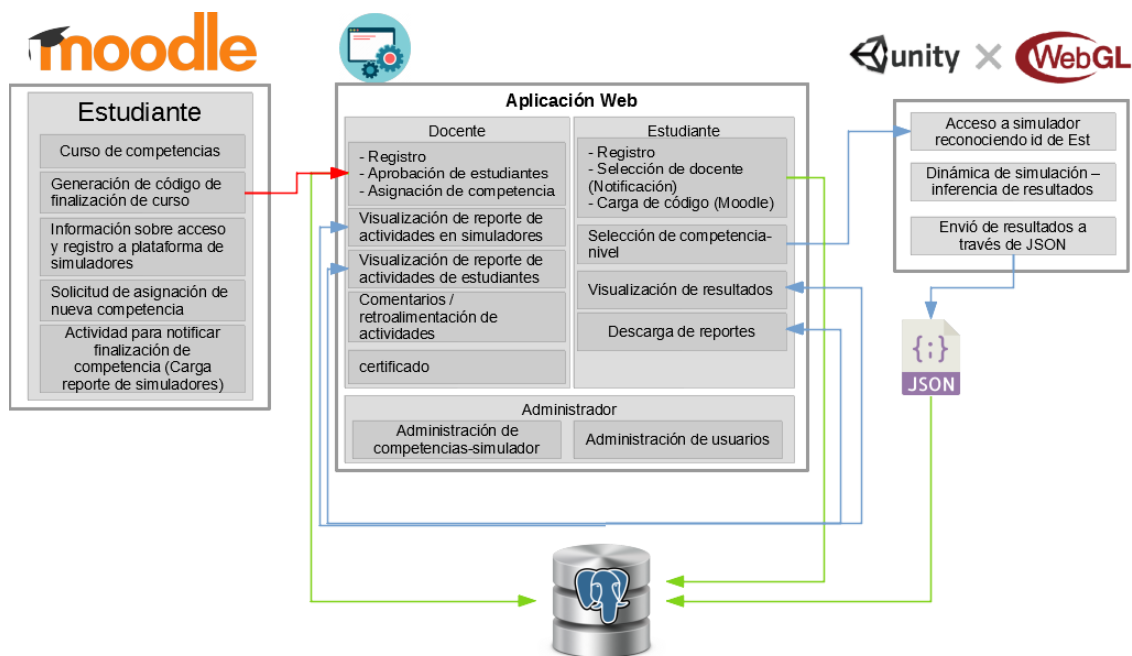 moodle
Estudiante
Curso de competencias
Generación de código de
finalización de curso
Información sobre acceso
y registro a plataforma de
simuladores
Solicitud de asignación de
nueva competencia
Actividad para notificar
finalización de
competencia (Carga
reporte de simuladores)
Aplicación Web
Docente
- Registro
- Aprobación de estudiantes
- Asignación de competencia
Visualización de reporte de
actividades en simuladores
Visualización de reporte de
actividades de estudiantes
Comentarios /
retroalimentación de
actividades
certificado
Estudiante
- Registro
- Selección de docente
(Notificación)
- Carga de código (Moodle)
Selección de competencia-
nivel
Visualización de resultados
Descarga de reportes
Administrador
Administración de
competencias-simulador
Administración de usuarios
unity
WebGL
Acceso a simulador
reconociendo id de Est
Dinámica de simulación –
inferencia de resultados
Envió de resultados a
través de JSON
{;}
JSON